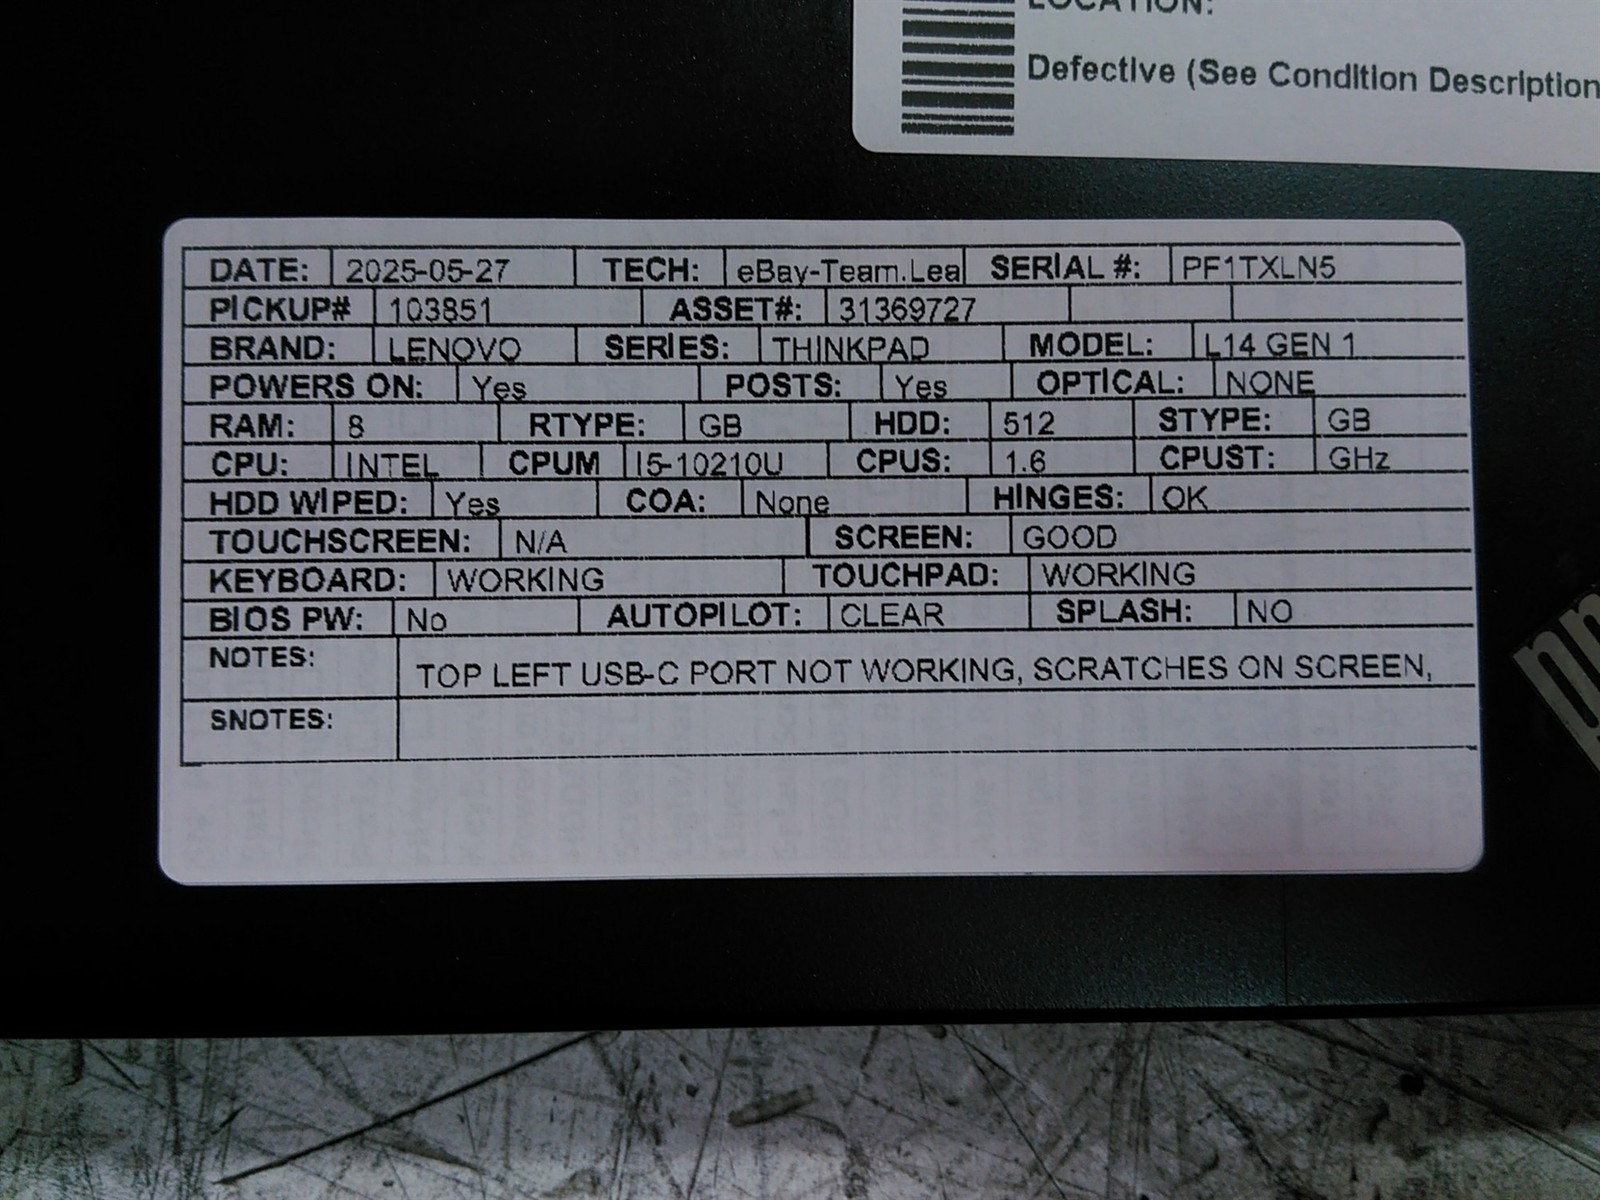 LOCATION:
Defective (See Condition Description
DATE: 2025-05-27 TECH: eBay-Team.Lea SERIAL #: PF1TXLN5
PICKUP# 103851 ASSET#: 31369727
BRAND: LENOVO SERIES: THINKPAD MODEL: L14 GEN 1
POWERS ON: Yes POSTS: Yes OPTICAL: NONE
RAM: 8 RTYPE: GB HDD: 512 STYPE: GB
CPU: INTEL CPUM I5-10210U CPUS: 1.6 CPUST: GHz
HDD WIPED: Yes COA: None HINGES: OK
TOUCHSCREEN: N/A SCREEN: GOOD
KEYBOARD: WORKING TOUCHPAD: WORKING
BIOS PW: No AUTOPILOT: CLEAR SPLASH: NO
NOTES: TOP LEFT USB-C PORT NOT WORKING, SCRATCHES ON SCREEN,
SNOTES: